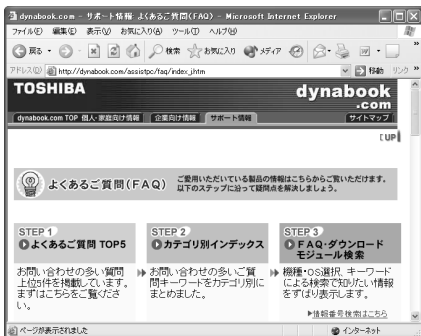 dynabook.com - サポート情報: よくあるご質問(FAQ) - Microsoft Internet Explorer
ファイル(F) 編集(E) 表示(V) お気に入り(A) ツール(T) ヘルプ(H)
戻る 検索 お気に入り メディア
アドレス(D) http://dynabook.com/assistpc/faq/index_j.htm 移動 リンク
TOSHIBA dynabook.com
dynabook.com TOP 個人・家庭向け情報 企業向け情報 サポート情報 サイトマップ
[UP]
よくあるご質問(FAQ) ご愛用いただいている製品の情報はこちらからご覧いただけます。
以下のステップに沿って疑問点を解決しましょう。
STEP 1
よくあるご質問 TOP5
お問い合わせの多い質問
上位5件を掲載しています。
まずはこちらをご覧くださ
い。
STEP 2
カテゴリ別インデックス
お問い合わせの多いご質
問キーワードをカテゴリ別に
まとめました。
STEP 3
FAQ・ダウンロード
モジュール検索
機種・OS選択、キーワード
による検索で知りたい情報
をずばり表示します。
情報番号検索はこちら
ページが表示されました インターネット